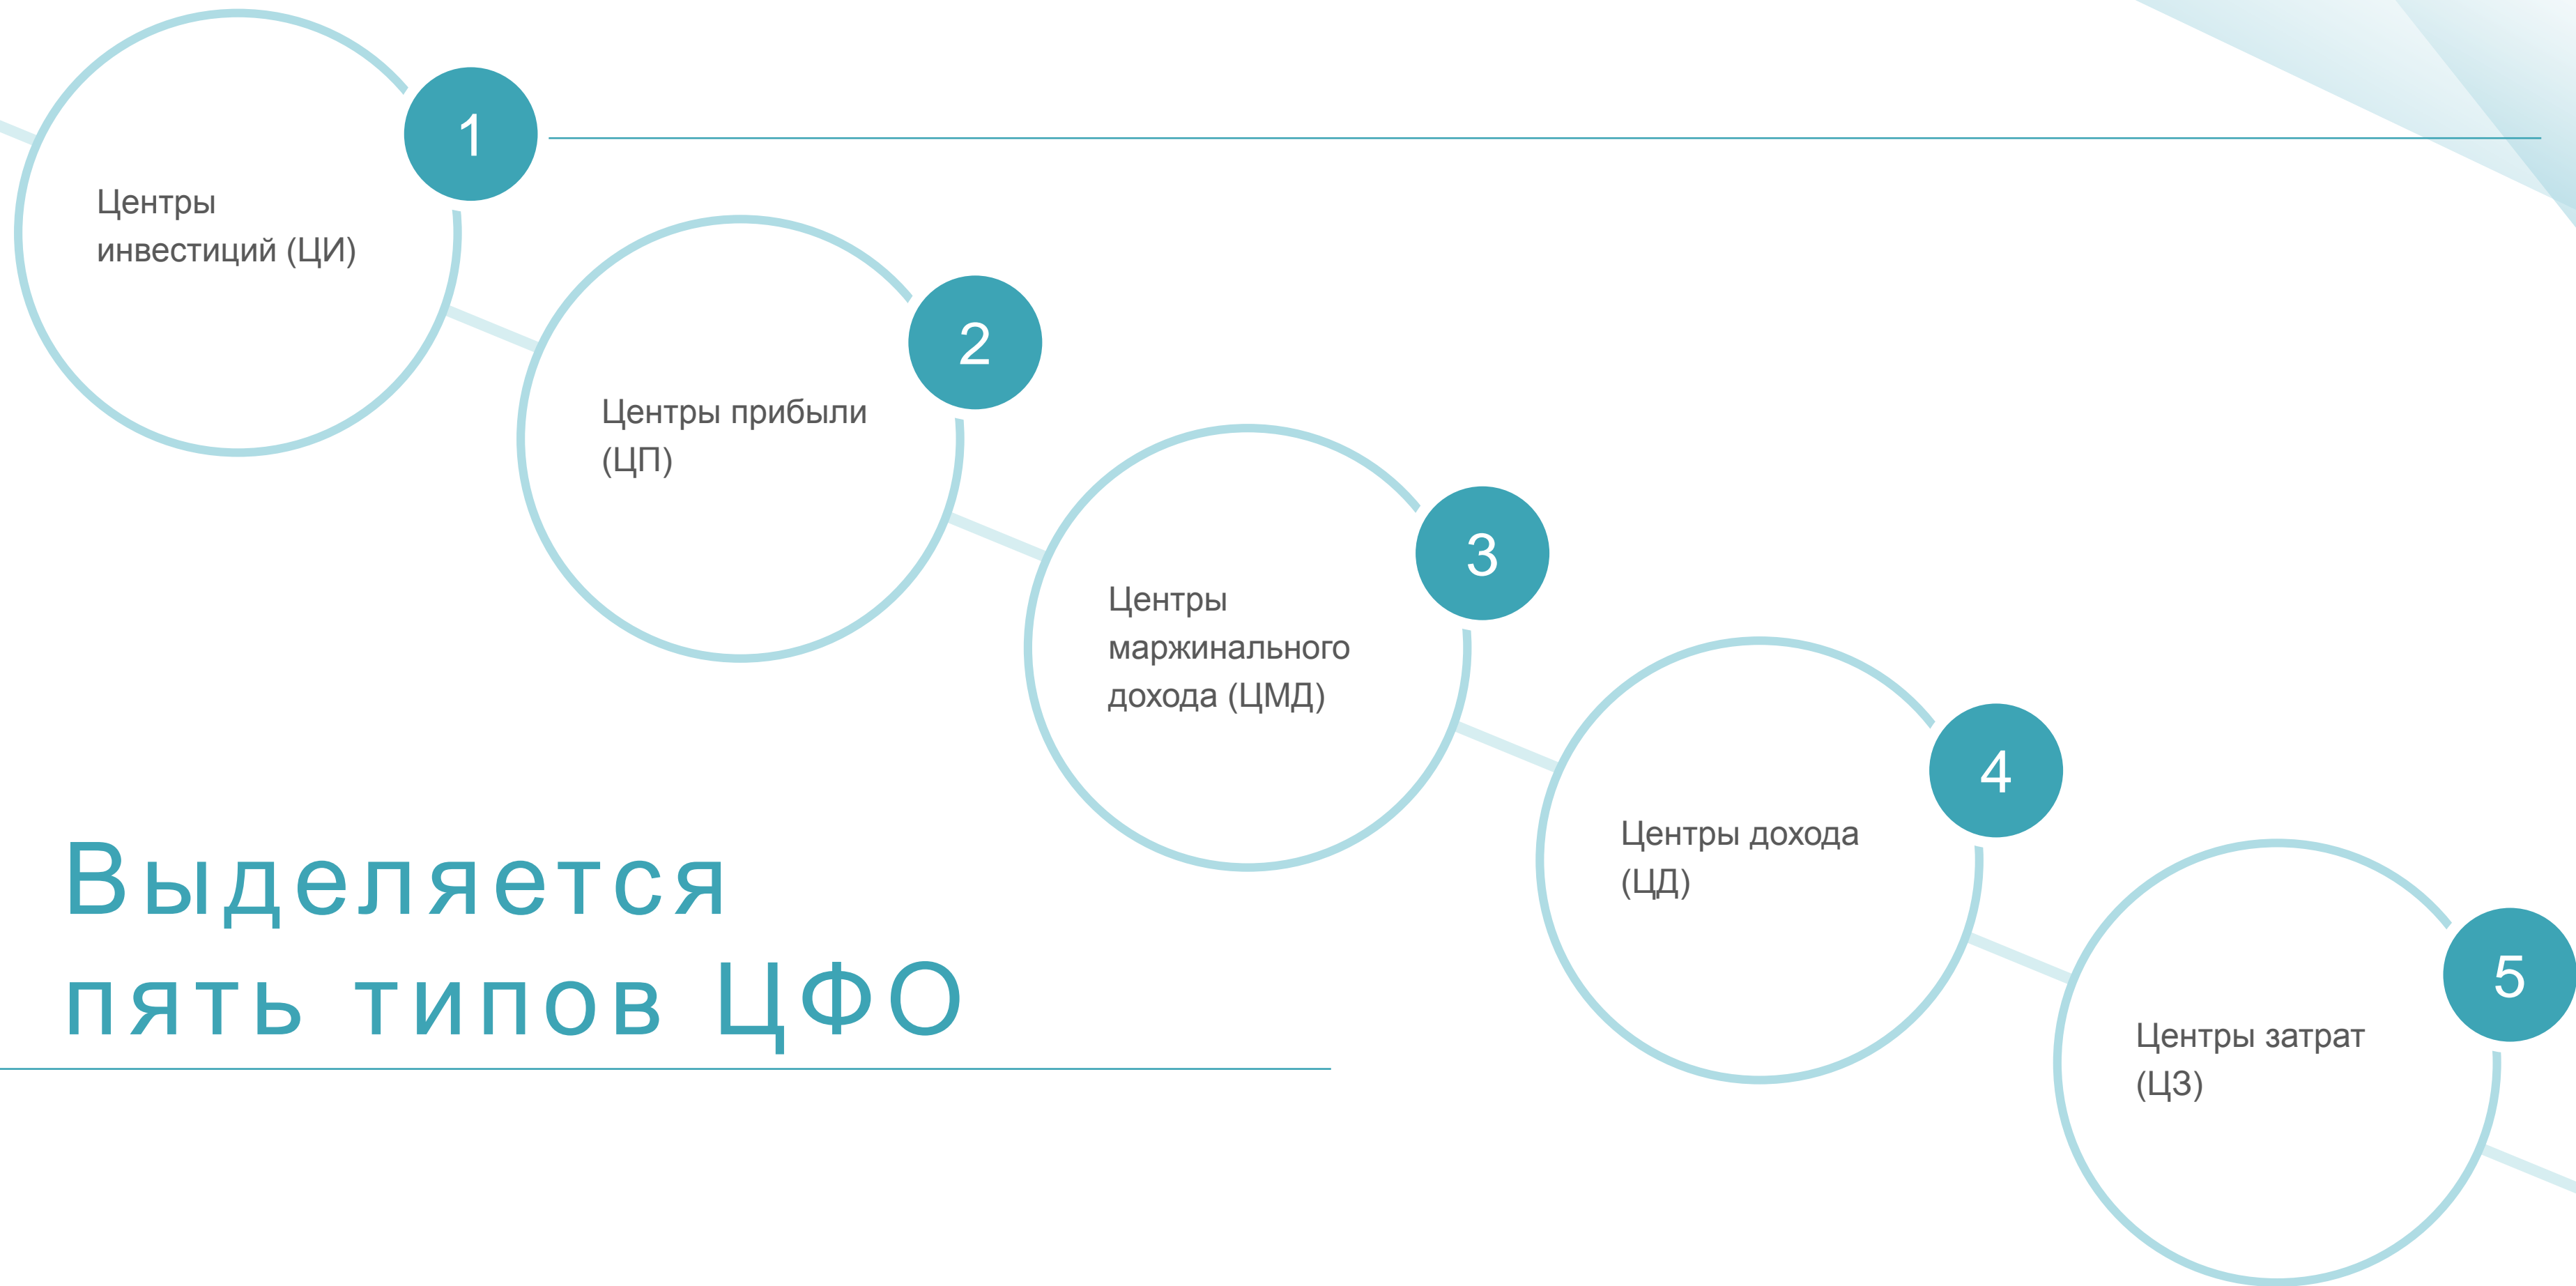 1
Центры
инвестиций (ЦИ)
2
Центры прибыли
(ЦП)
3
Центры
маржинального
дохода (ЦМД)
4
Центры дохода
(ЦД)
5
Центры затрат
(ЦЗ)
Выделяется
пять типов ЦФО